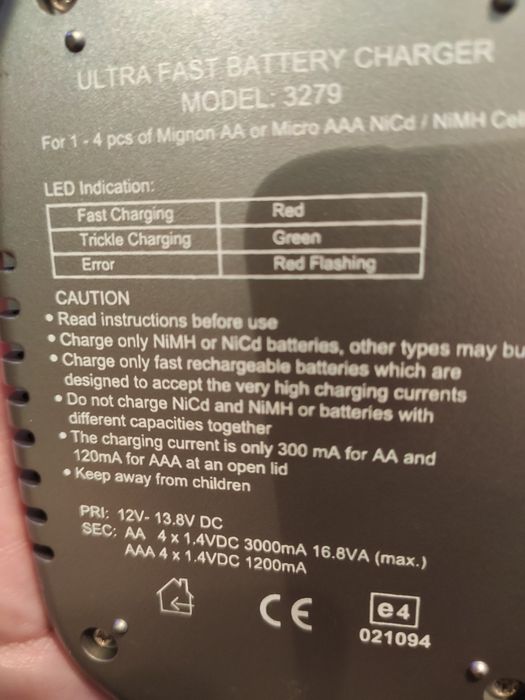 ULTRA FAST BATTERY CHARGER
MODEL: 3279
For 1 - 4 pcs of Mignon AA or Micro AAA NiCd / NiMH Cell
LED Indication:
Fast Charging Red
Trickle Charging Green
Error Red Flashing
CAUTION
• Read instructions before use
• Charge only NiMH or NiCd batteries, other types may bu
• Charge only fast rechargeable batteries which are
designed to accept the very high charging currents
• Do not charge NiCd and NiMH or batteries with
different capacities together
• The charging current is only 300 mA for AA and
120mA for AAA at an open lid
• Keep away from children
PRI: 12V- 13.8V DC
SEC: AA 4 x 1.4VDC 3000mA 16.8VA (max.)
AAA 4 x 1.4VDC 1200mA
CE e4
021094